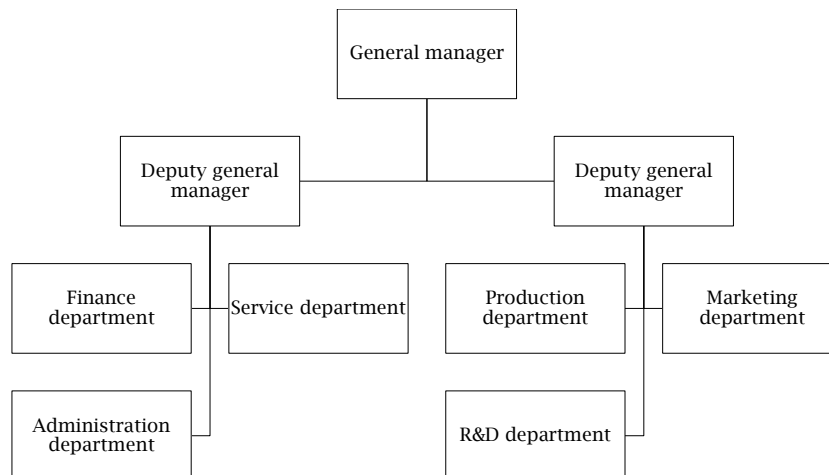 General manager
Deputy general
manager
Deputy general
manager
Finance
department
Service department
Production
department
Marketing
department
Administration
department
R&D department